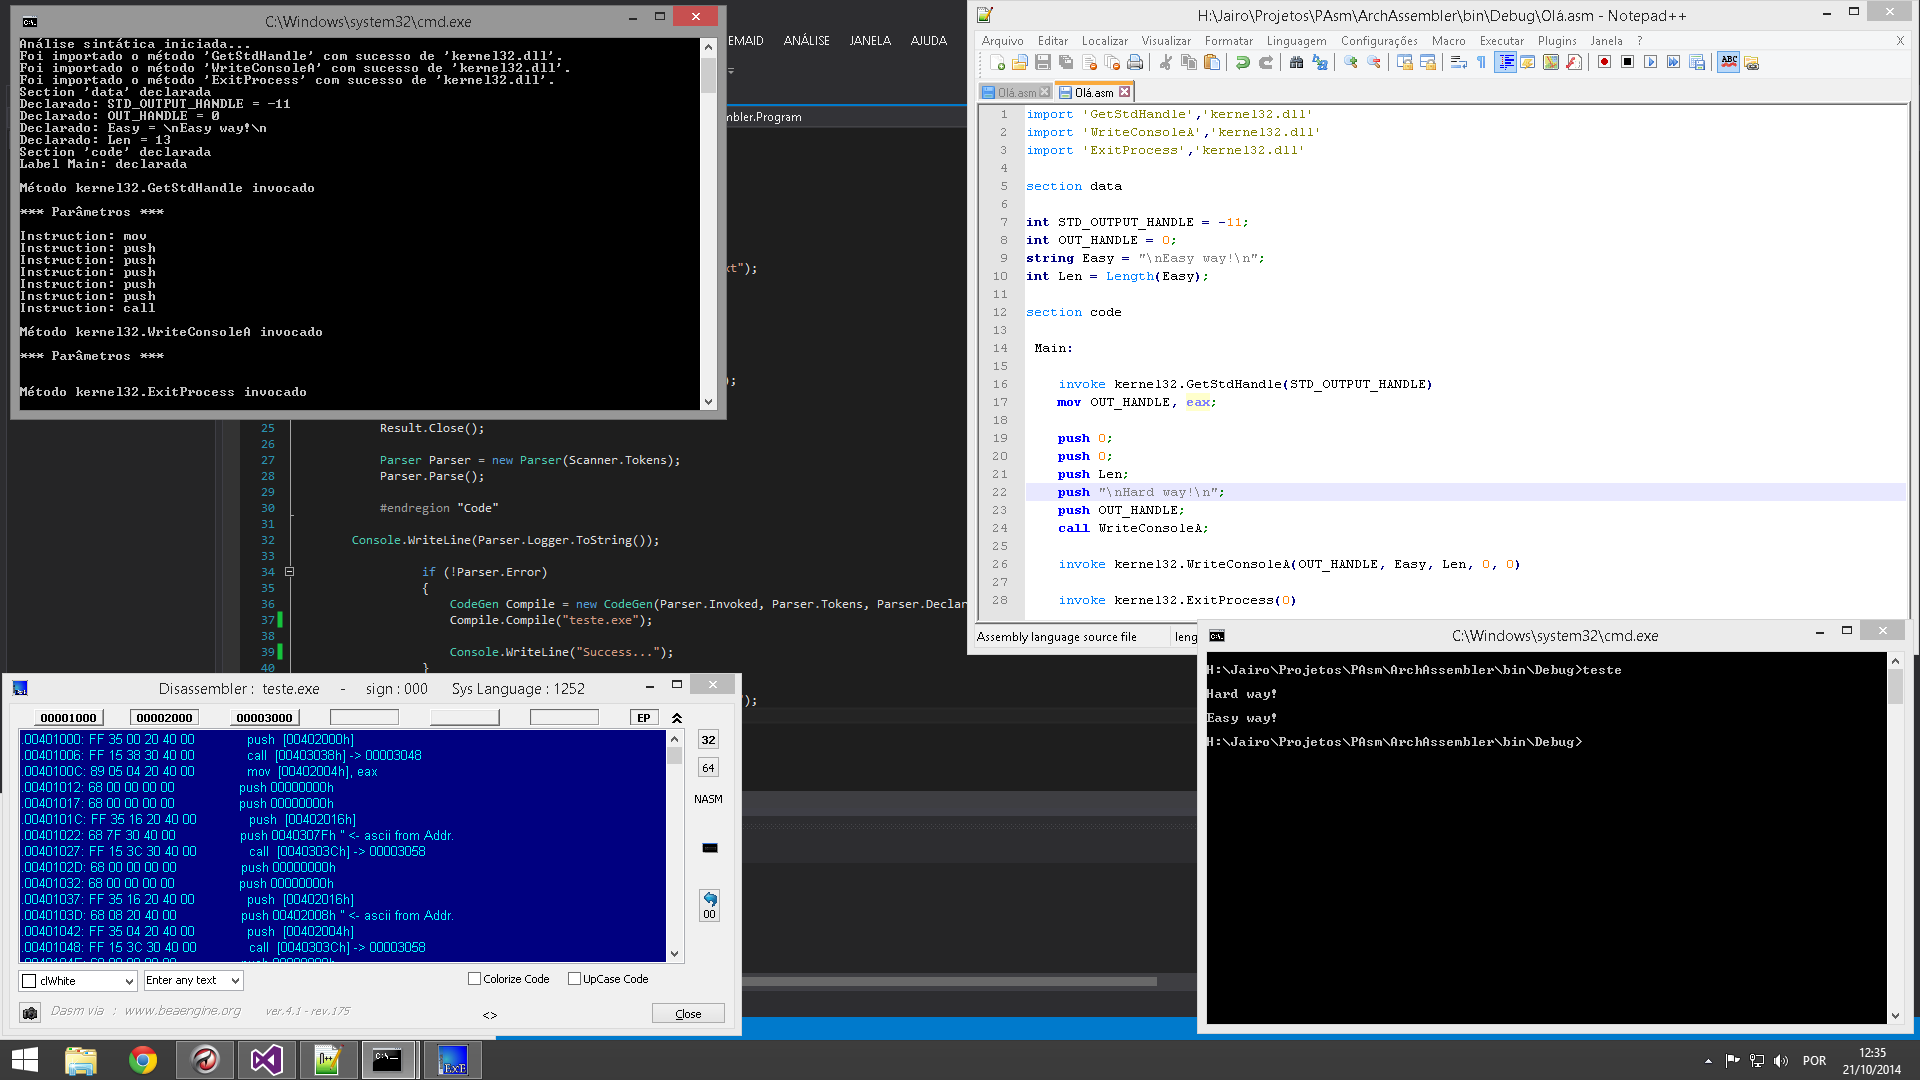 C:\Windows\system32\cmd.exe
Análise sintática iniciada...
Foi importado o método 'GetStdHandle' com sucesso de 'kernel32.dll'.
Foi importado o método 'WriteConsoleA' com sucesso de 'kernel32.dll'.
Foi importado o método 'ExitProcess' com sucesso de 'kernel32.dll'.
Section 'data' declarada
Declarado: STD_OUTPUT_HANDLE = -11
Declarado: OUT_HANDLE = 0
Declarado: Easy = \nEasy way!\n
Declarado: Len = 13
Section 'code' declarada
Label Main: declarada
Método kernel32.GetStdHandle invocado
*** Parâmetros ***
Instruction: mov
Instruction: push
Instruction: push
Instruction: push
Instruction: push
Instruction: push
Instruction: call
Método kernel32.WriteConsoleA invocado
*** Parâmetros ***
Método kernel32.ExitProcess invocado
EMAID ANÁLISE JANELA AJUDA
mbler.Program
xt");
);
25 Result.Close();
26
27 Parser Parser = new Parser(Scanner.Tokens);
28 Parser.Parse();
29
30 #endregion "Code"
31
32 Console.WriteLine(Parser.Logger.ToString());
33
34 if (!Parser.Error)
35 {
36 CodeGen Compile = new CodeGen(Parser.Invoked, Parser.Tokens, Parser.Declar
37 Compile.Compile("teste.exe");
38
39 Console.WriteLine("Success...");
40 }
");
H:\Jairo\Projetos\PAsm\ArchAssembler\bin\Debug\Olá.asm - Notepad++
Arquivo Editar Localizar Visualizar Formatar Linguagem Configurações Macro Executar Plugins Janela ? X
ABC
Olá.asm Olá.asm
1 import 'GetStdHandle','kernel32.dll'
2 import 'WriteConsoleA','kernel32.dll'
3 import 'ExitProcess','kernel32.dll'
4
5 section data
6
7 int STD_OUTPUT_HANDLE = -11;
8 int OUT_HANDLE = 0;
9 string Easy = "\nEasy way!\n";
10 int Len = Length(Easy);
11
12 section code
13
14 Main:
15
16 invoke kernel32.GetStdHandle(STD_OUTPUT_HANDLE)
17 mov OUT_HANDLE, eax;
18
19 push 0;
20 push 0;
21 push Len;
22 push "\nHard way!\n";
23 push OUT_HANDLE;
24 call WriteConsoleA;
25
26 invoke kernel32.WriteConsoleA(OUT_HANDLE, Easy, Len, 0, 0)
27
28 invoke kernel32.ExitProcess(0)
Assembly language source file leng
Disassembler : teste.exe - sign : 000 Sys Language : 1252
00001000 00002000 00003000 EP
.00401000: FF 35 00 20 40 00 push [00402000h]
.00401006: FF 15 38 30 40 00 call [00403038h] -> 00003048
.0040100C: 89 05 04 20 40 00 mov [00402004h], eax
.00401012: 68 00 00 00 00 push 00000000h
.00401017: 68 00 00 00 00 push 00000000h
.0040101C: FF 35 16 20 40 00 push [00402016h]
.00401022: 68 7F 30 40 00 push 0040307Fh " <- ascii from Addr.
.00401027: FF 15 3C 30 40 00 call [0040303Ch] -> 00003058
.0040102D: 68 00 00 00 00 push 00000000h
.00401032: 68 00 00 00 00 push 00000000h
.00401037: FF 35 16 20 40 00 push [00402016h]
.0040103D: 68 08 20 40 00 push 00402008h " <- ascii from Addr.
.00401042: FF 35 04 20 40 00 push [00402004h]
.00401048: FF 15 3C 30 40 00 call [0040303Ch] -> 00003058
32
64
NASM
00
clWhite Enter any text Colorize Code UpCase Code
Dasm via : www.beaengine.org ver.4.1 - rev.175 <> Close
C:\Windows\system32\cmd.exe
H:\Jairo\Projetos\PAsm\ArchAssembler\bin\Debug>teste
Hard way!
Easy way!
H:\Jairo\Projetos\PAsm\ArchAssembler\bin\Debug>
POR
12:35
21/10/2014